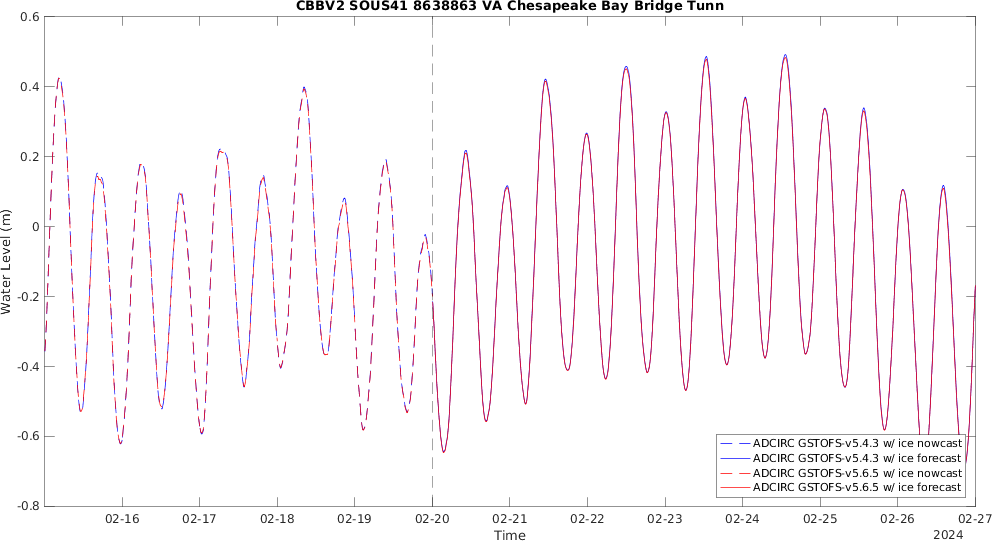 CBBV2 SOUS41 8638863 VA Chesapeake Bay Bridge Tunn
0.6
0.4
0.2
0
-0.2
-0.4
-0.6
-0.8
Water Level (m)
ADCIRC GSTOFS-v5.4.3 w/ ice nowcast
ADCIRC GSTOFS-v5.4.3 w/ ice forecast
ADCIRC GSTOFS-v5.6.5 w/ ice nowcast
ADCIRC GSTOFS-v5.6.5 w/ ice forecast
02-16 02-17 02-18 02-19 02-20 02-21 02-22 02-23 02-24 02-25 02-26 02-27
Time
2024